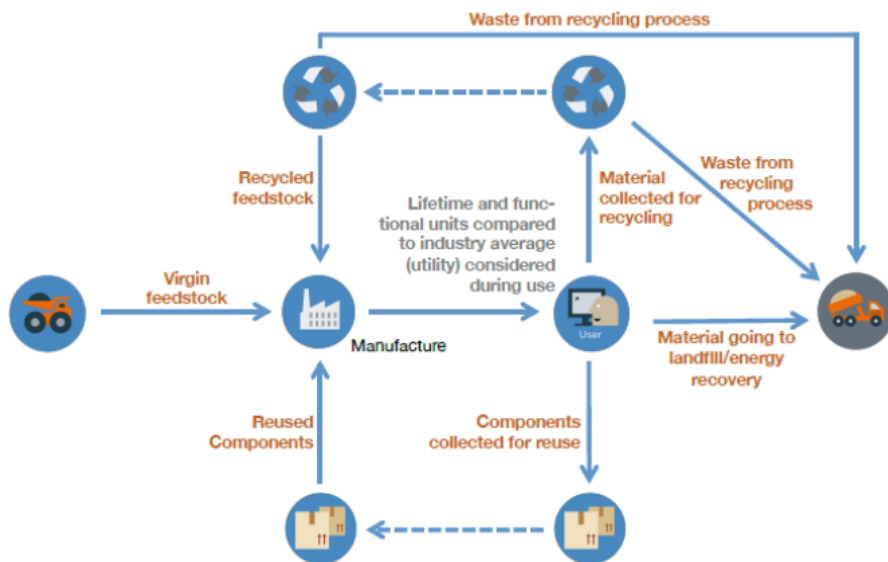 Waste from recycling process
Recycled
feedstock
Material
collected for
recycling
Waste from
recycling
process
Lifetime and func-
tional units compared
to industry average
(utility) considered
during use
Virgin
feedstock
Manufacture
User
Material going to
landfill/energy
recovery
Reused
Components
Components
collected for reuse